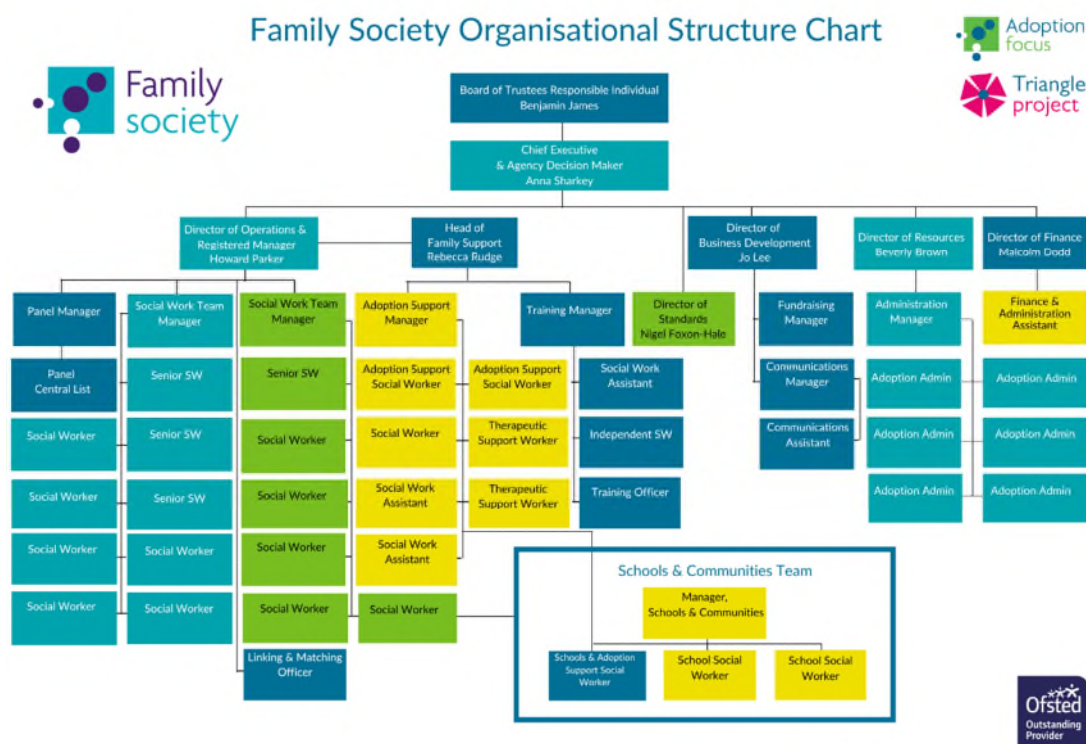 Family Society Organisational Structure Chart
Adoption
focus
Triangle
project
Family
society
Board of Trustees Responsible Individual
Benjamin James
Chief Executive
& Agency Decision Maker
Anna Sharkey
Director of Operations &
Registered Manager
Howard Parker
Head of
Family Support
Rebecca Rudge
Director of
Business Development
Jo Lee
Director of Resources
Beverly Brown
Director of Finance
Malcolm Dodd
Panel Manager
Social Work Team
Manager
Social Work Team
Manager
Adoption Support
Manager
Training Manager
Director of
Standards
Nigel Foxon-Hale
Fundraising
Manager
Administration
Manager
Finance &
Administration
Assistant
Panel
Central List
Senior SW
Senior SW
Adoption Support
Social Worker
Adoption Support
Social Worker
Social Work
Assistant
Communications
Manager
Adoption Admin
Adoption Admin
Social Worker
Senior SW
Social Worker
Social Worker
Therapeutic
Support Worker
Independent SW
Communications
Assistant
Adoption Admin
Adoption Admin
Social Worker
Senior SW
Social Worker
Social Work
Assistant
Therapeutic
Support Worker
Training Officer
Adoption Admin
Adoption Admin
Social Worker
Social Worker
Social Worker
Social Work
Assistant
Social Worker
Social Worker
Social Worker
Social Worker
Linking & Matching
Officer
Schools & Communities Team
Manager,
Schools & Communities
Schools & Adoption
Support Social
Worker
School Social
Worker
School Social
Worker
Ofsted
Outstanding
Provider